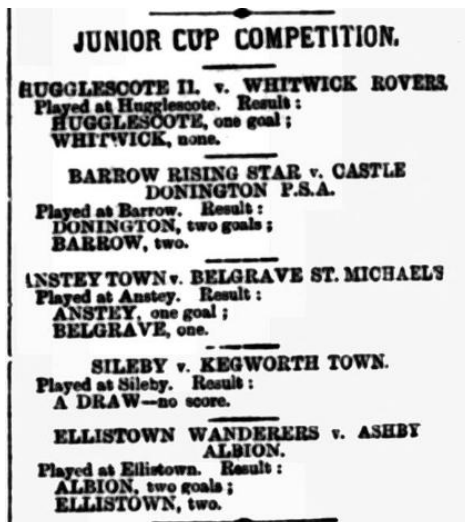 JUNIOR CUP COMPETITION.
HUGGLESCOTE II. v. WHITWICK ROVERS
Played at Hugglescote. Result:
HUGGLESCOTE, one goal;
WHITWICK, none.
BARROW RISING STAR v. CASTLE
DONINGTON P.S.A.
Played at Barrow. Result:
DONINGTON, two goals;
BARROW, two.
ANSTEY TOWN v. BELGRAVE ST. MICHAEL'S
Played at Anstey. Result:
ANSTEY, one goal;
BELGRAVE, one.
SILEBY v. KEGWORTH TOWN.
Played at Sileby. Result:
A DRAW—no score.
ELLISTOWN WANDERERS v. ASHBY
ALBION.
Played at Ellistown. Result:
ALBION, two goals;
ELLISTOWN, two.